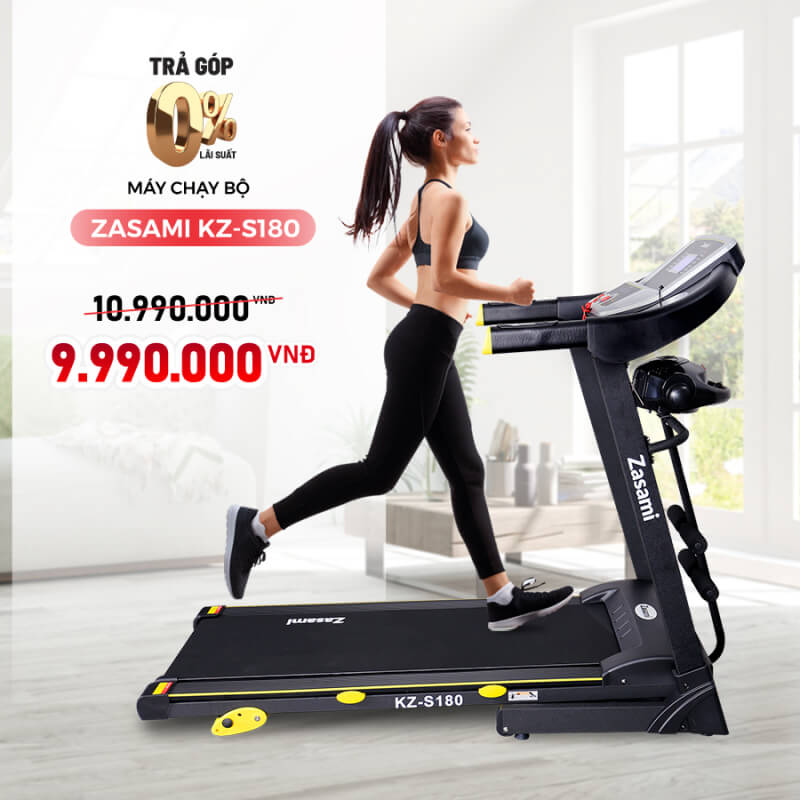 TRẢ GÓP
0%
LÃI SUẤT
MÁY CHẠY BỘ
ZASAMI KZ-S180
10.990.000 VNĐ
9.990.000 VNĐ
Zasami
Zasami
KZ-S180